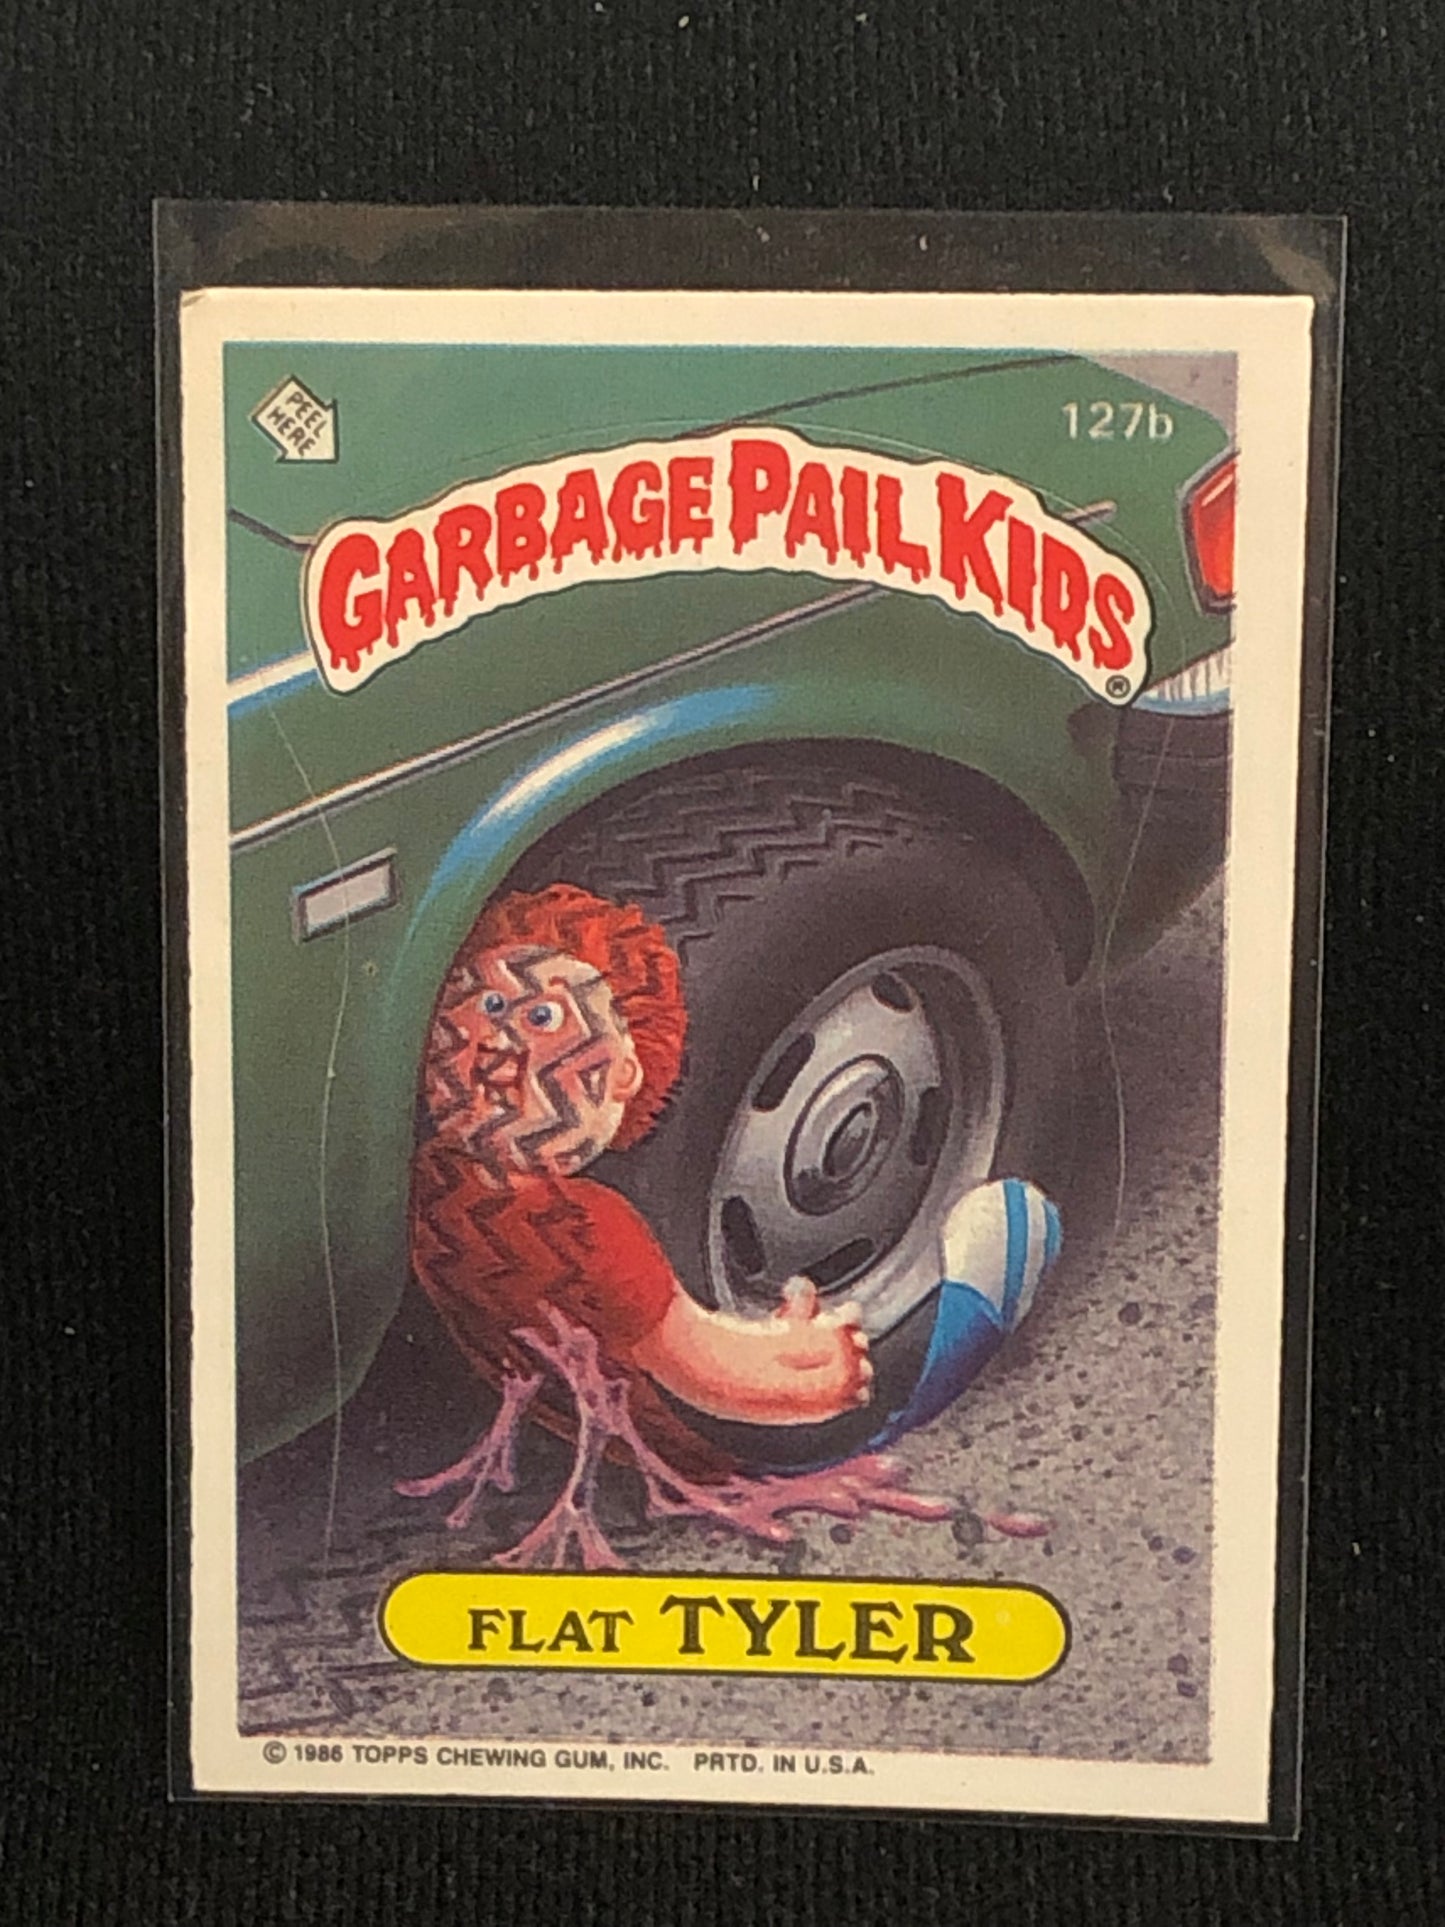 PEEL
HERE
127b
GARBAGE PAIL KIDS®
FLAT TYLER
© 1986 TOPPS CHEWING GUM, INC. PRTD. IN U.S.A.